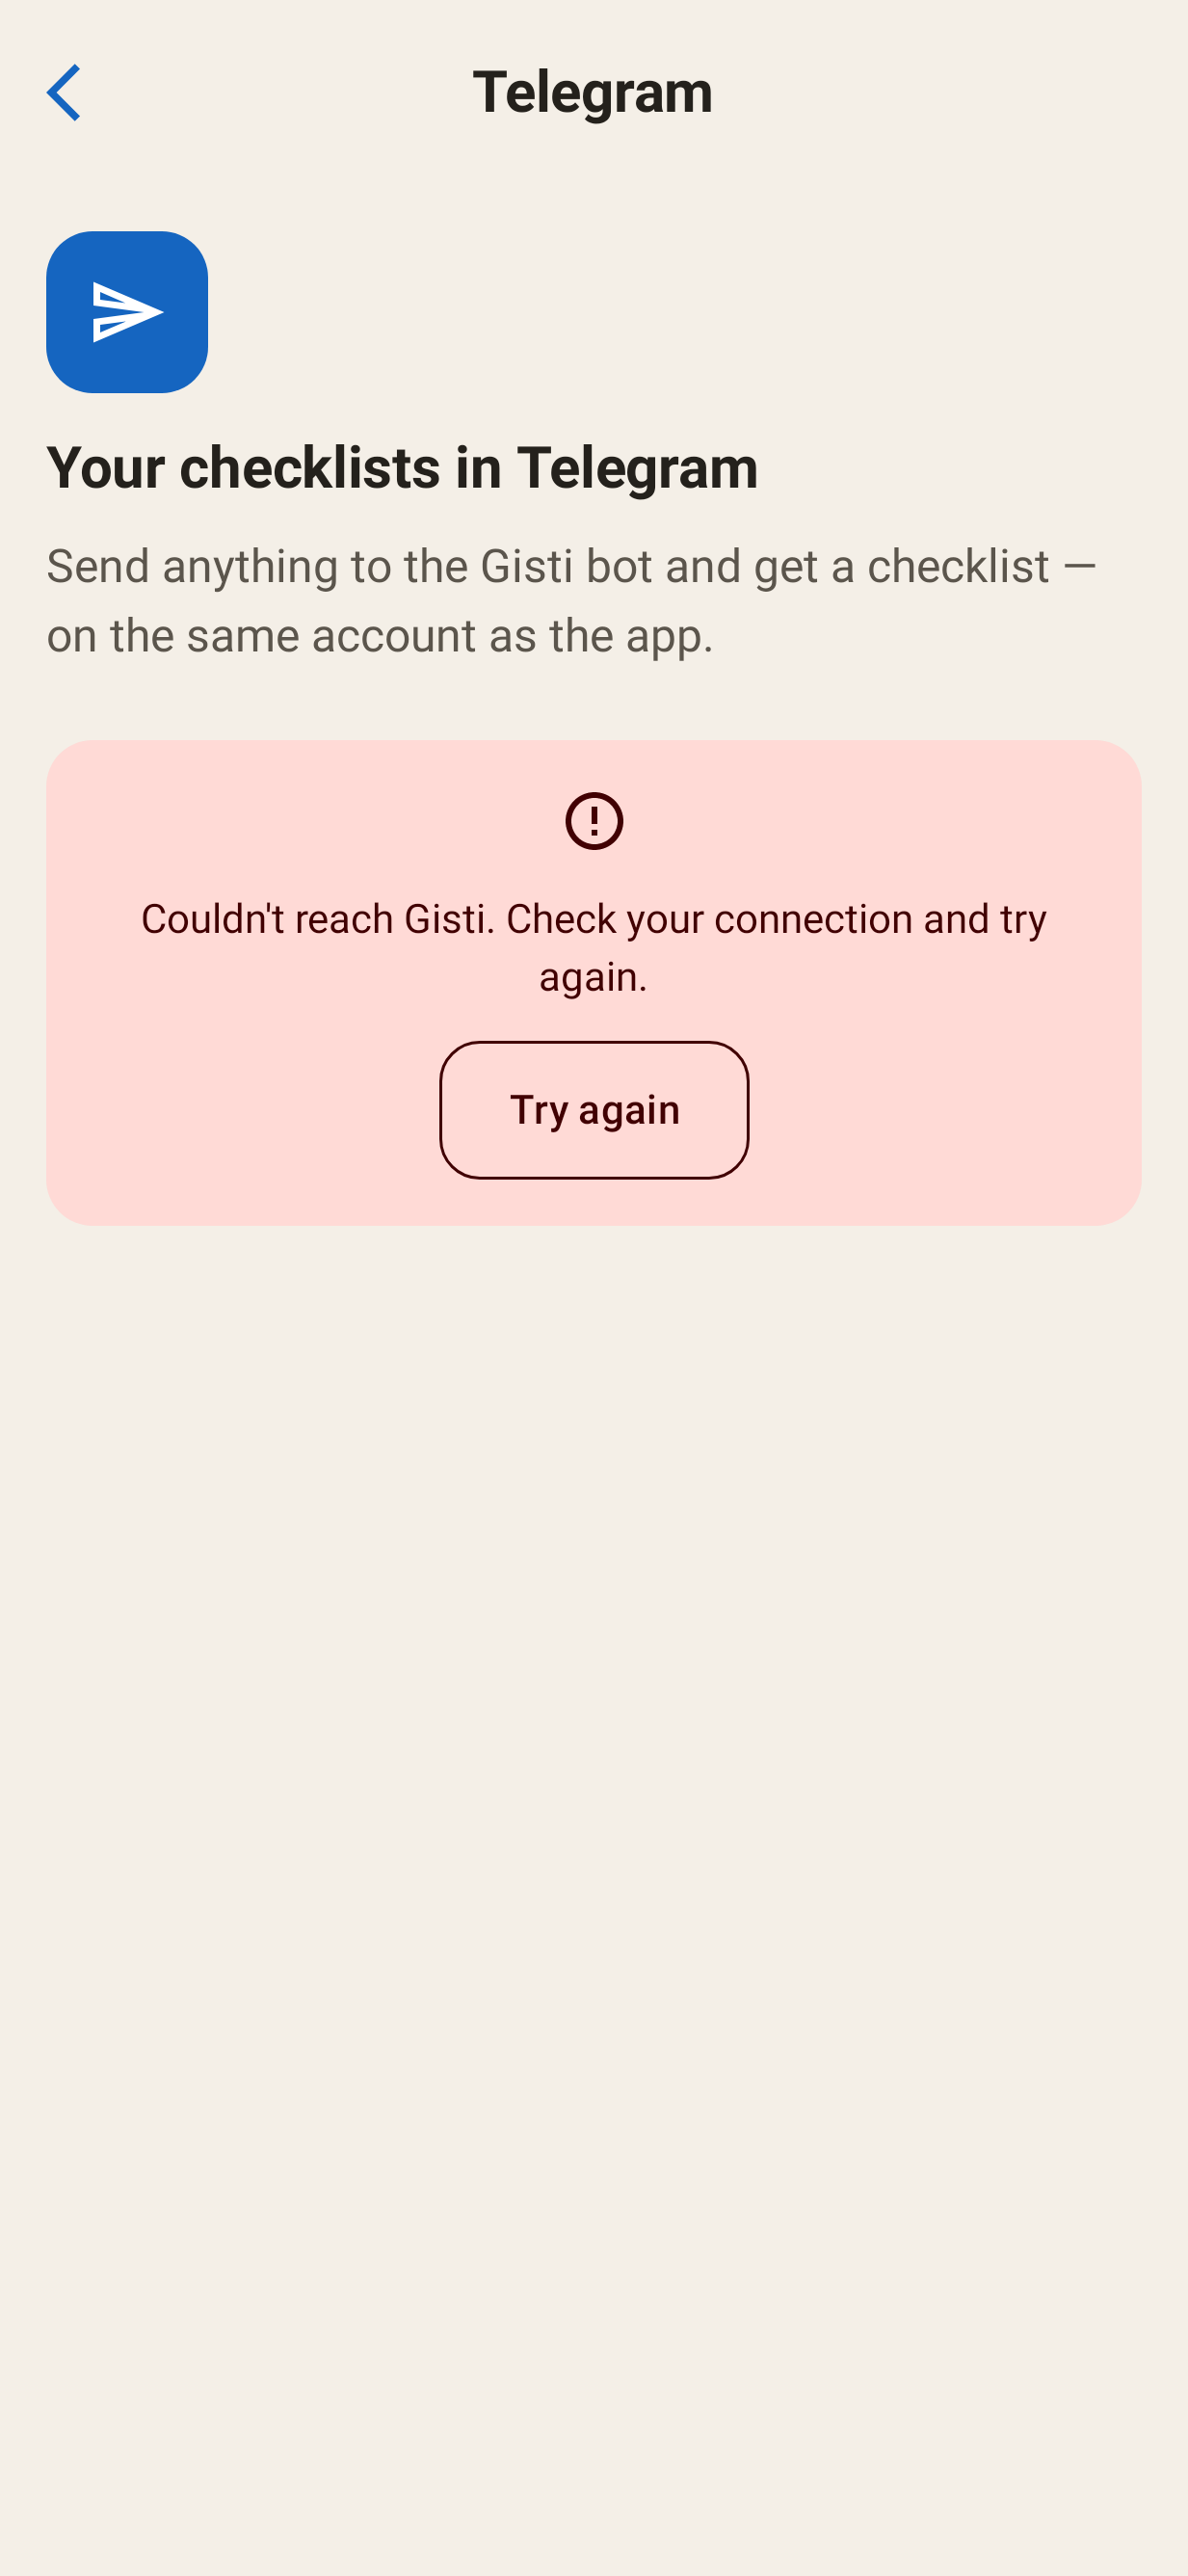 Telegram
Your checklists in Telegram
Send anything to the Gisti bot and get a checklist —
on the same account as the app.
Couldn't reach Gisti. Check your connection and try
again.
Try again